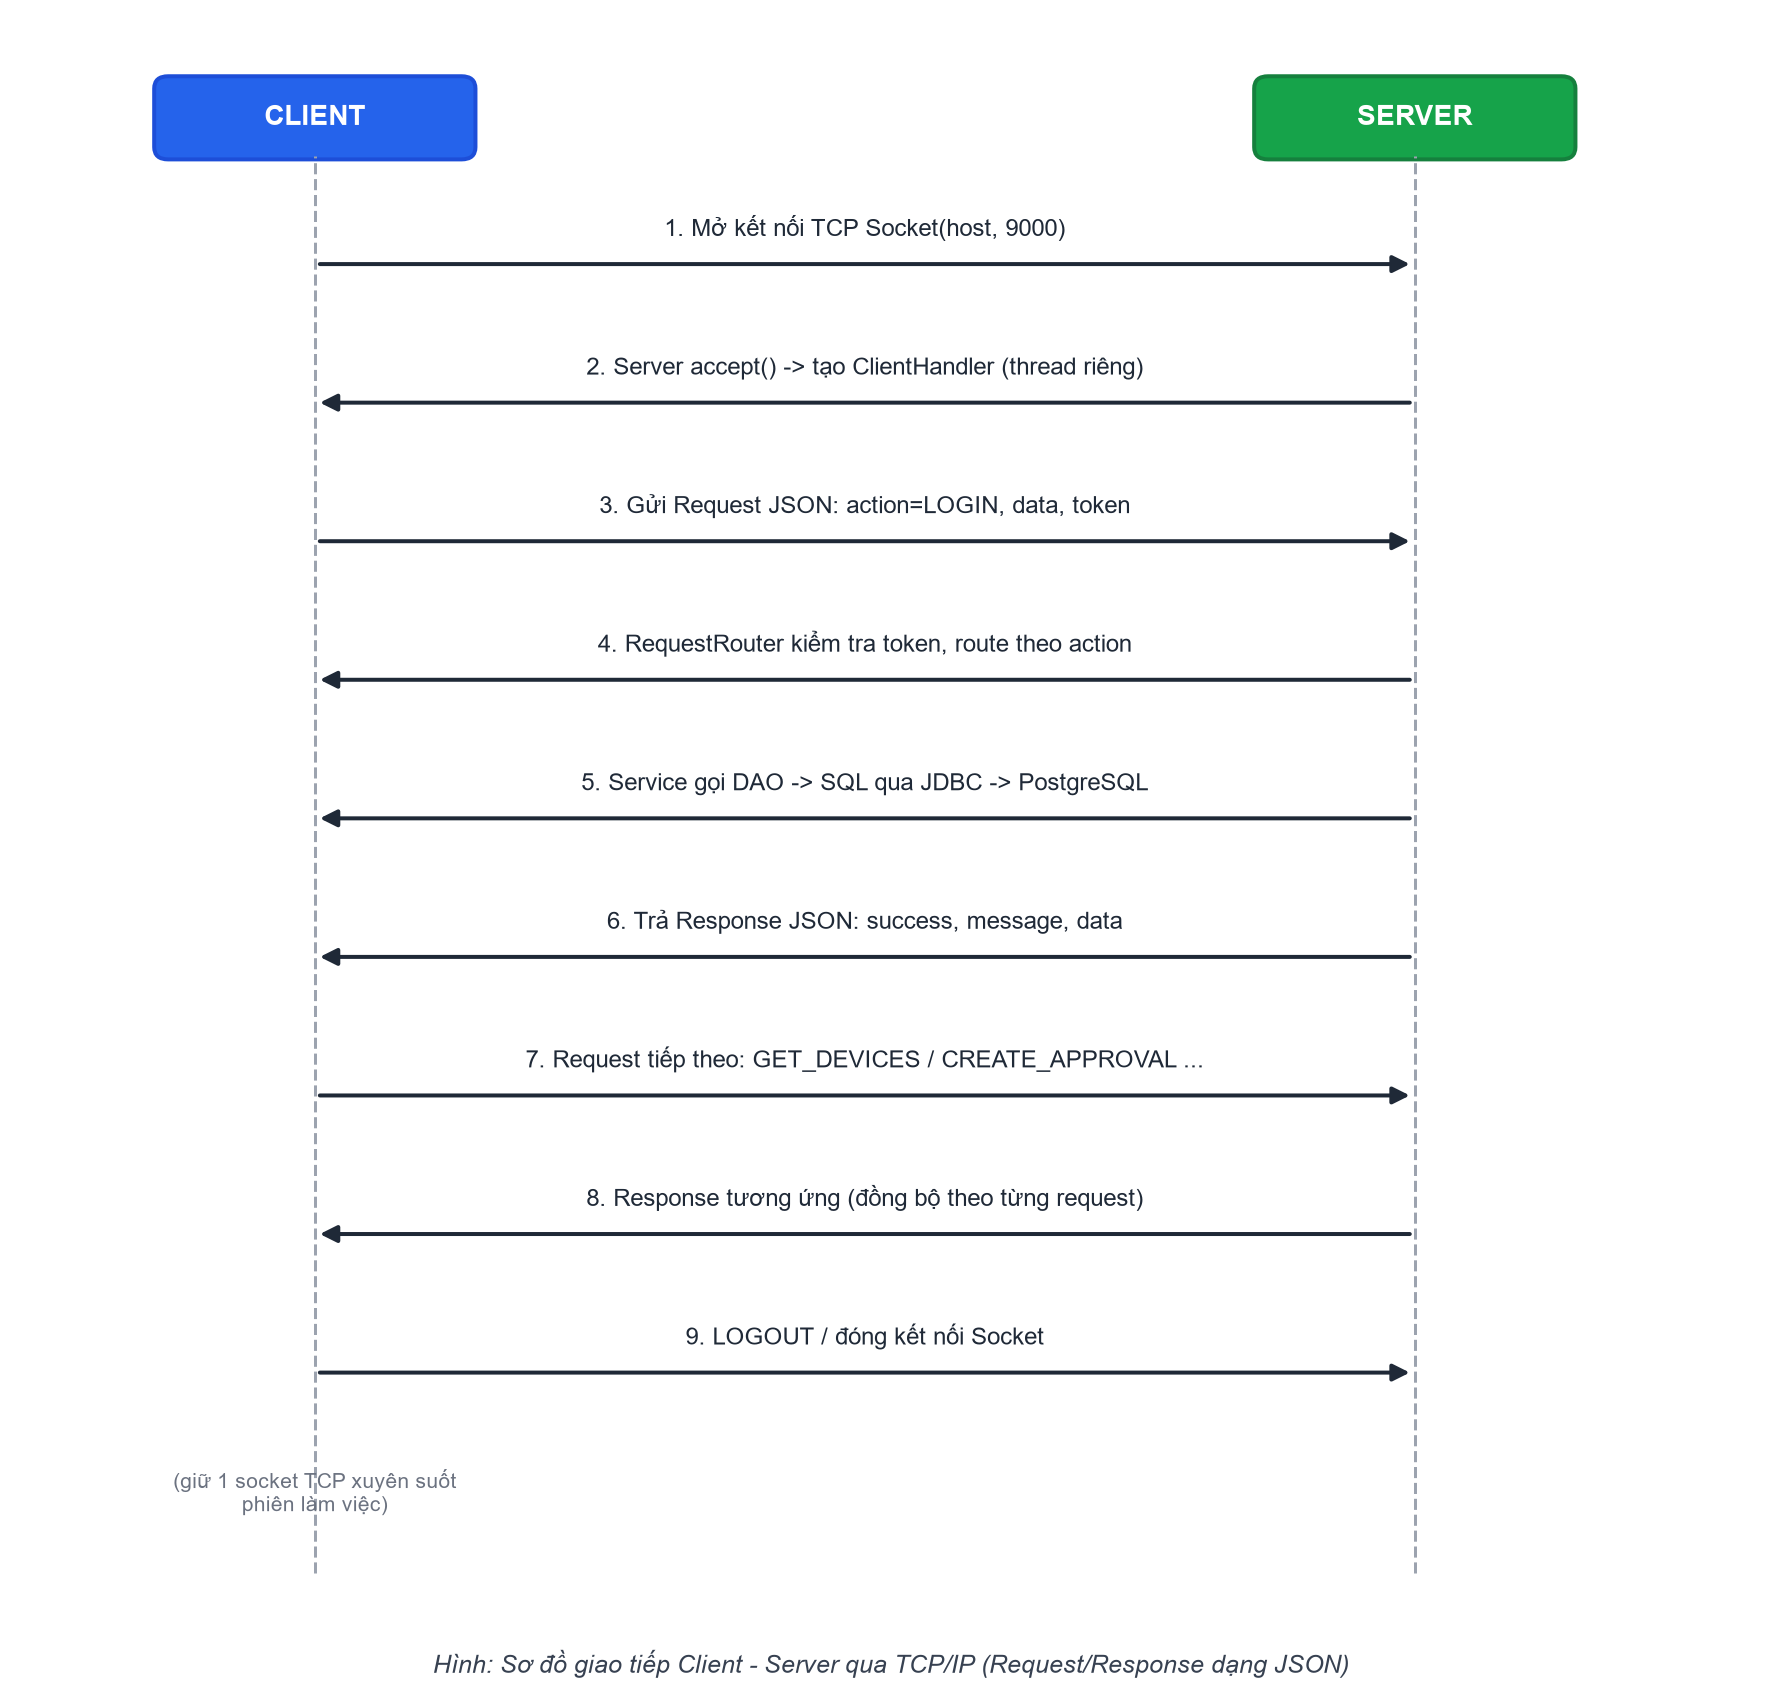 CLIENT
SERVER
1. Mở kết nối TCP Socket(host, 9000)
2. Server accept() -> tạo ClientHandler (thread riêng)
3. Gửi Request JSON: action=LOGIN, data, token
4. RequestRouter kiểm tra token, route theo action
5. Service gọi DAO -> SQL qua JDBC -> PostgreSQL
6. Trả Response JSON: success, message, data
7. Request tiếp theo: GET_DEVICES / CREATE_APPROVAL ...
8. Response tương ứng (đồng bộ theo từng request)
9. LOGOUT / đóng kết nối Socket
(giữ 1 socket TCP xuyên suốt
phiên làm việc)
Hình: Sơ đồ giao tiếp Client - Server qua TCP/IP (Request/Response dạng JSON)